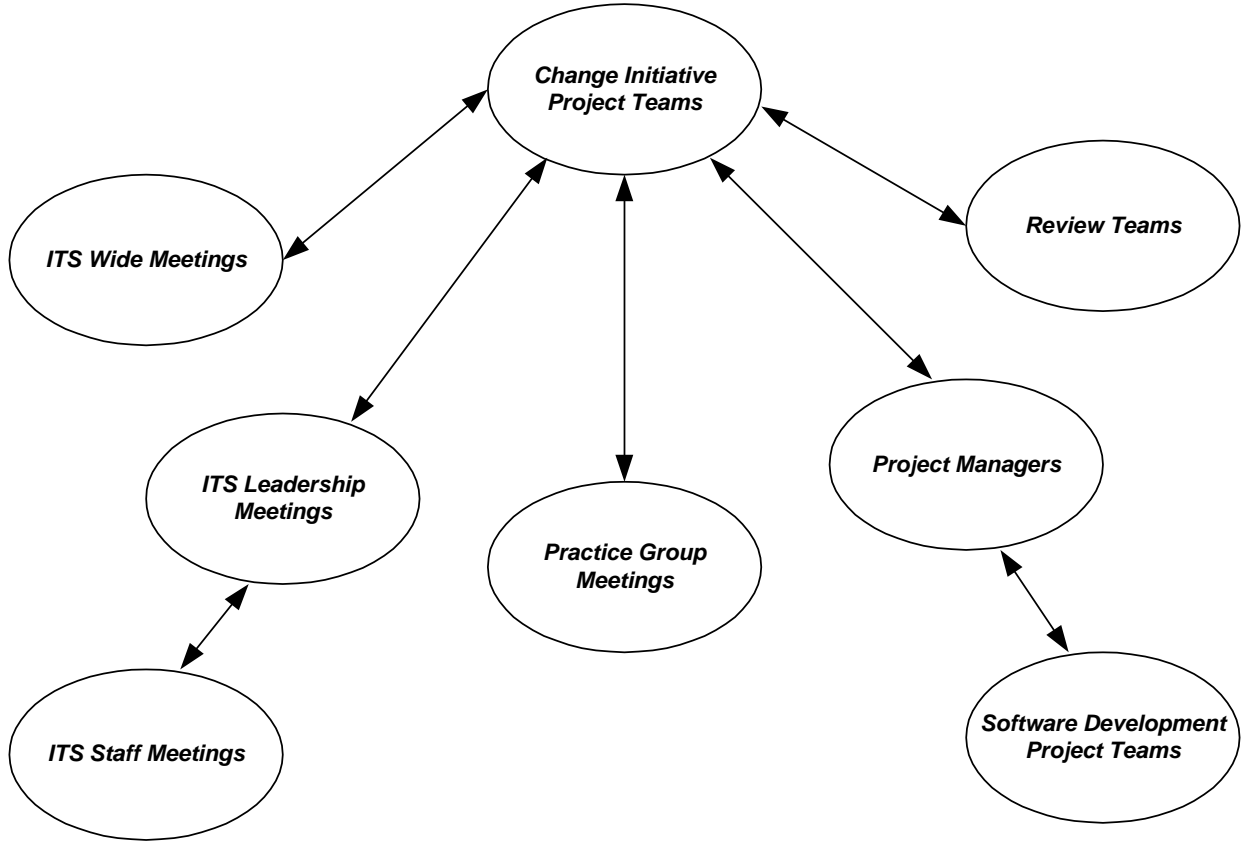 Change Initiative
Project Teams
Review Teams
ITS Wide Meetings
Project Managers
ITS Leadership
Meetings
Practice Group
Meetings
Software Development
Project Teams
ITS Staff Meetings